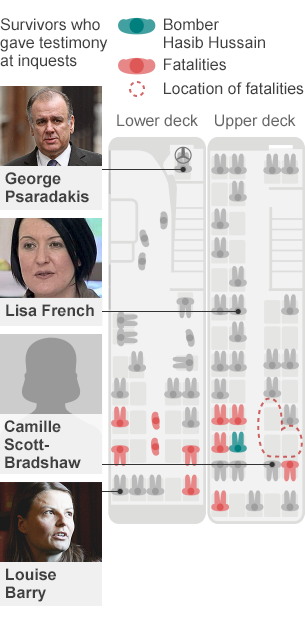 Survivors who
gave testimony
at inquests
Bomber
Hasib Hussain
Fatalities
Location of fatalities
Lower deck
Upper deck
George
Psaradakis
Lisa French
Camille
Scott-
Bradshaw
Louise
Barry